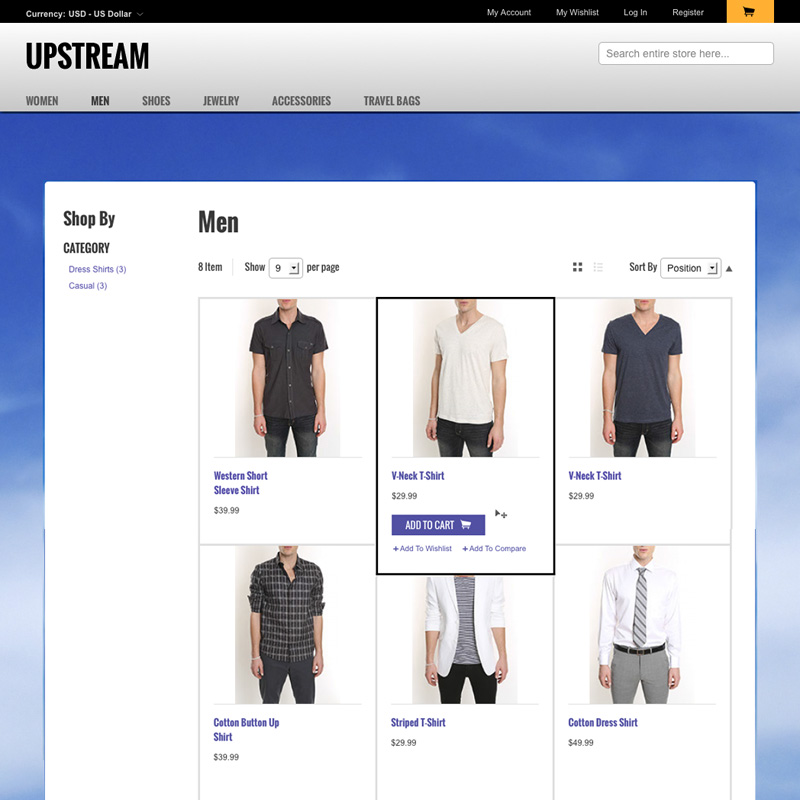 Currency: USD - US Dollar
My Account
My Wishlist
Log In
Register
UPSTREAM
Search entire store here...
WOMEN
MEN
SHOES
JEWELRY
ACCESSORIES
TRAVEL BAGS
Shop By
CATEGORY
Dress Shirts (3)
Casual (3)
Men
8 Item
Show 9 per page
Sort By Position
Western Short
Sleeve Shirt
$39.99
V-Neck T-Shirt
$29.99
ADD TO CART
+Add To Wishlist
+Add To Compare
V-Neck T-Shirt
$29.99
Cotton Button Up
Shirt
$39.99
Striped T-Shirt
$29.99
Cotton Dress Shirt
$49.99